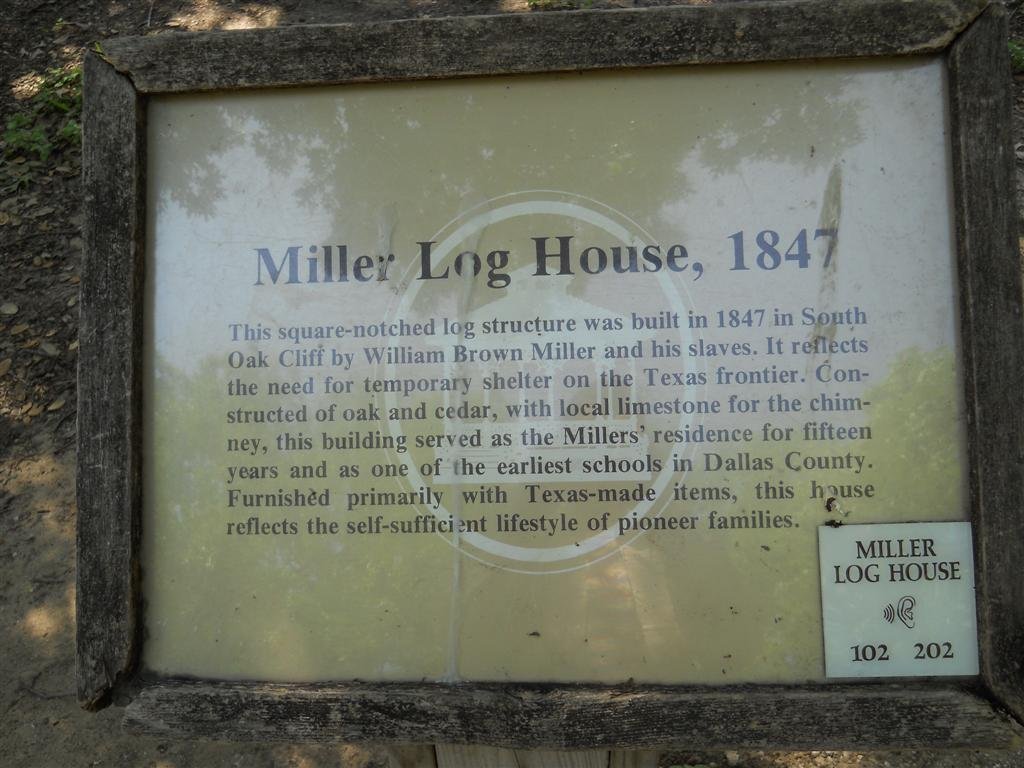 Miller Log House, 1847
This square-notched log structure was built in 1847 in South
Oak Cliff by William Brown Miller and his slaves. It reflects
the need for temporary shelter on the Texas frontier. Con-
structed of oak and cedar, with local limestone for the chim-
ney, this building served as the Millers' residence for fifteen
years and as one of the earliest schools in Dallas County.
Furnished primarily with Texas-made items, this house
reflects the self-sufficient lifestyle of pioneer families.
MILLER
LOG HOUSE
102 202